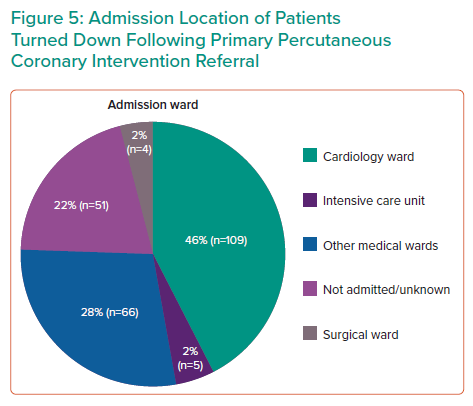 Figure 5: Admission Location of Patients
Turned Down Following Primary Percutaneous
Coronary Intervention Referral
Admission ward
2%
(n=4)
22% (n=51)
46% (n=109)
28% (n=66)
2%
(n=5)
Cardiology ward
Intensive care unit
Other medical wards
Not admitted/unknown
Surgical ward